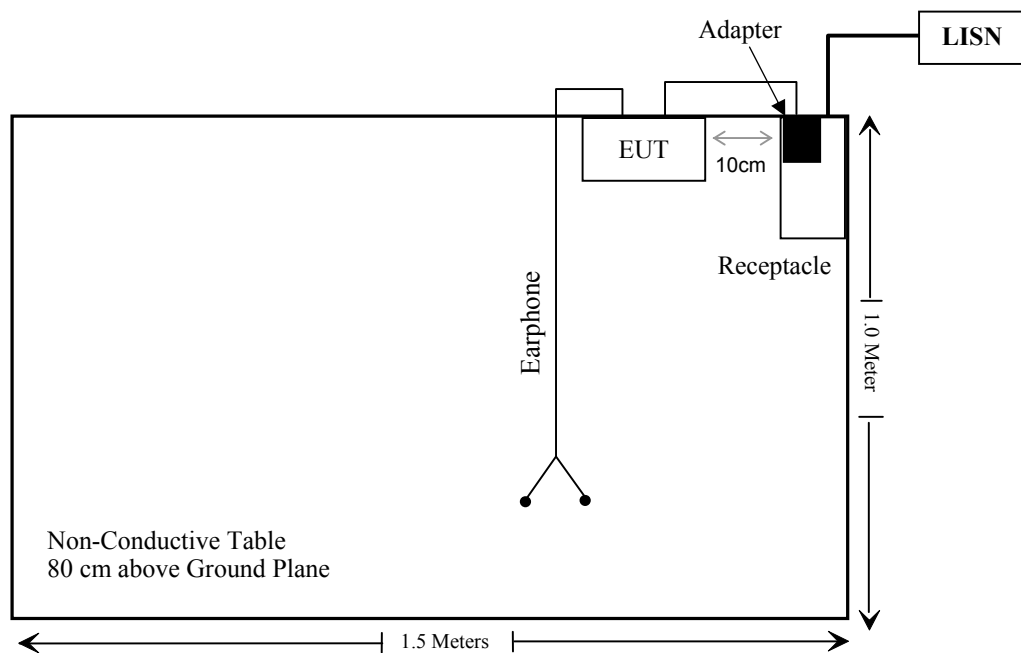 Adapter
LISN
EUT
10cm
Receptacle
Earphone
1.0 Meter
Non-Conductive Table
80 cm above Ground Plane
1.5 Meters